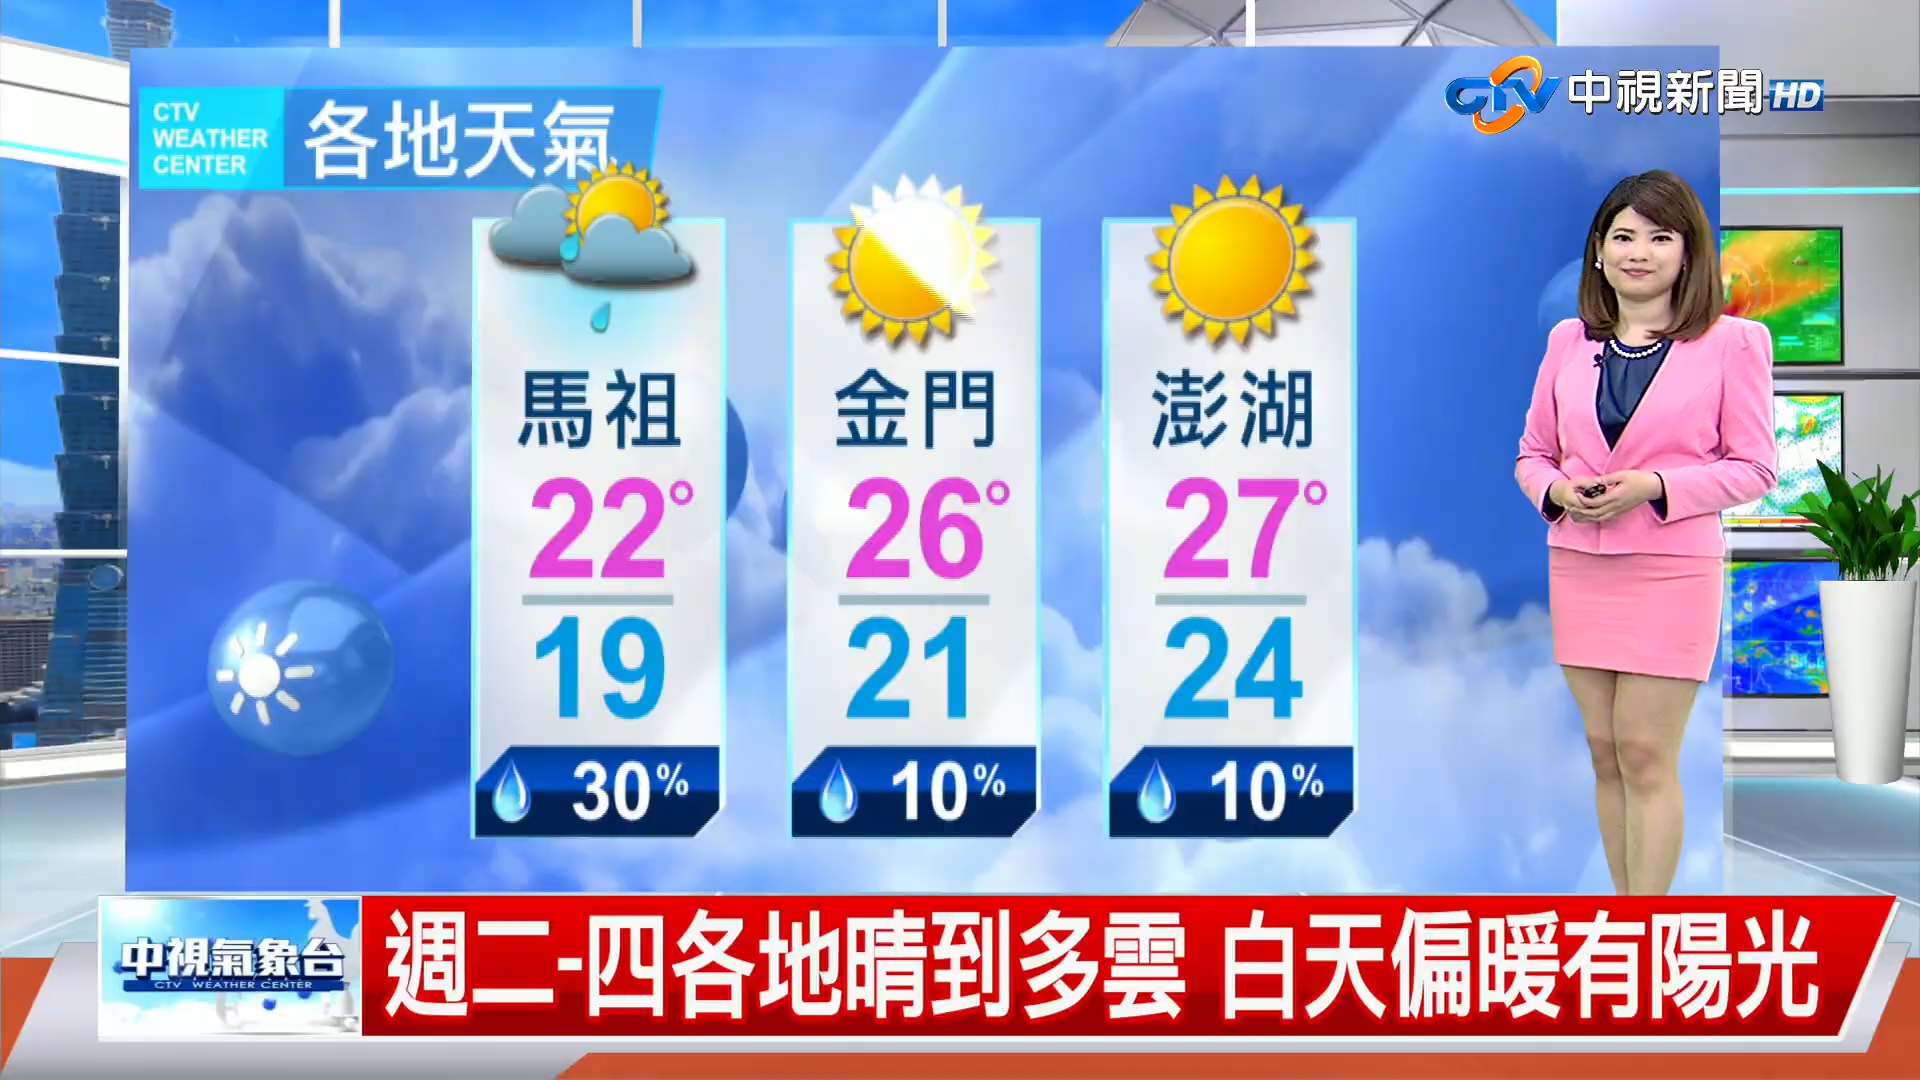 CTV
WEATHER
CENTER
各地天氣
CTV 中視新聞 HD
馬祖
22°
19
30%
金門
26°
21
10%
澎湖
27°
24
10%
中視氣象台
CTV WEATHER CENTER
週二-四各地晴到多雲 白天偏暖有陽光